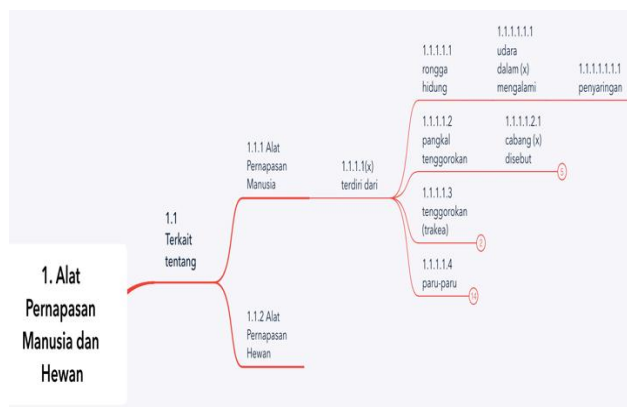 1. Alat
Pernapasan
Manusia dan
Hewan
1.1
Terkait
tentang
1.1.1 Alat
Pernapasan
Manusia
1.1.1.1(x)
terdiri dari
1.1.1.1.1
rongga
hidung
1.1.1.1.1.1
udara
dalam (x)
mengalami
1.1.1.1.1.1.1
penyaringan
1.1.1.1.2
pangkal
tenggorokan
1.1.1.1.2.1
cabang (x)
disebut
5
1.1.1.1.3
tenggorokan
(trakea)
2
1.1.1.1.4
paru-paru
14
1.1.2 Alat
Pernapasan
Hewan